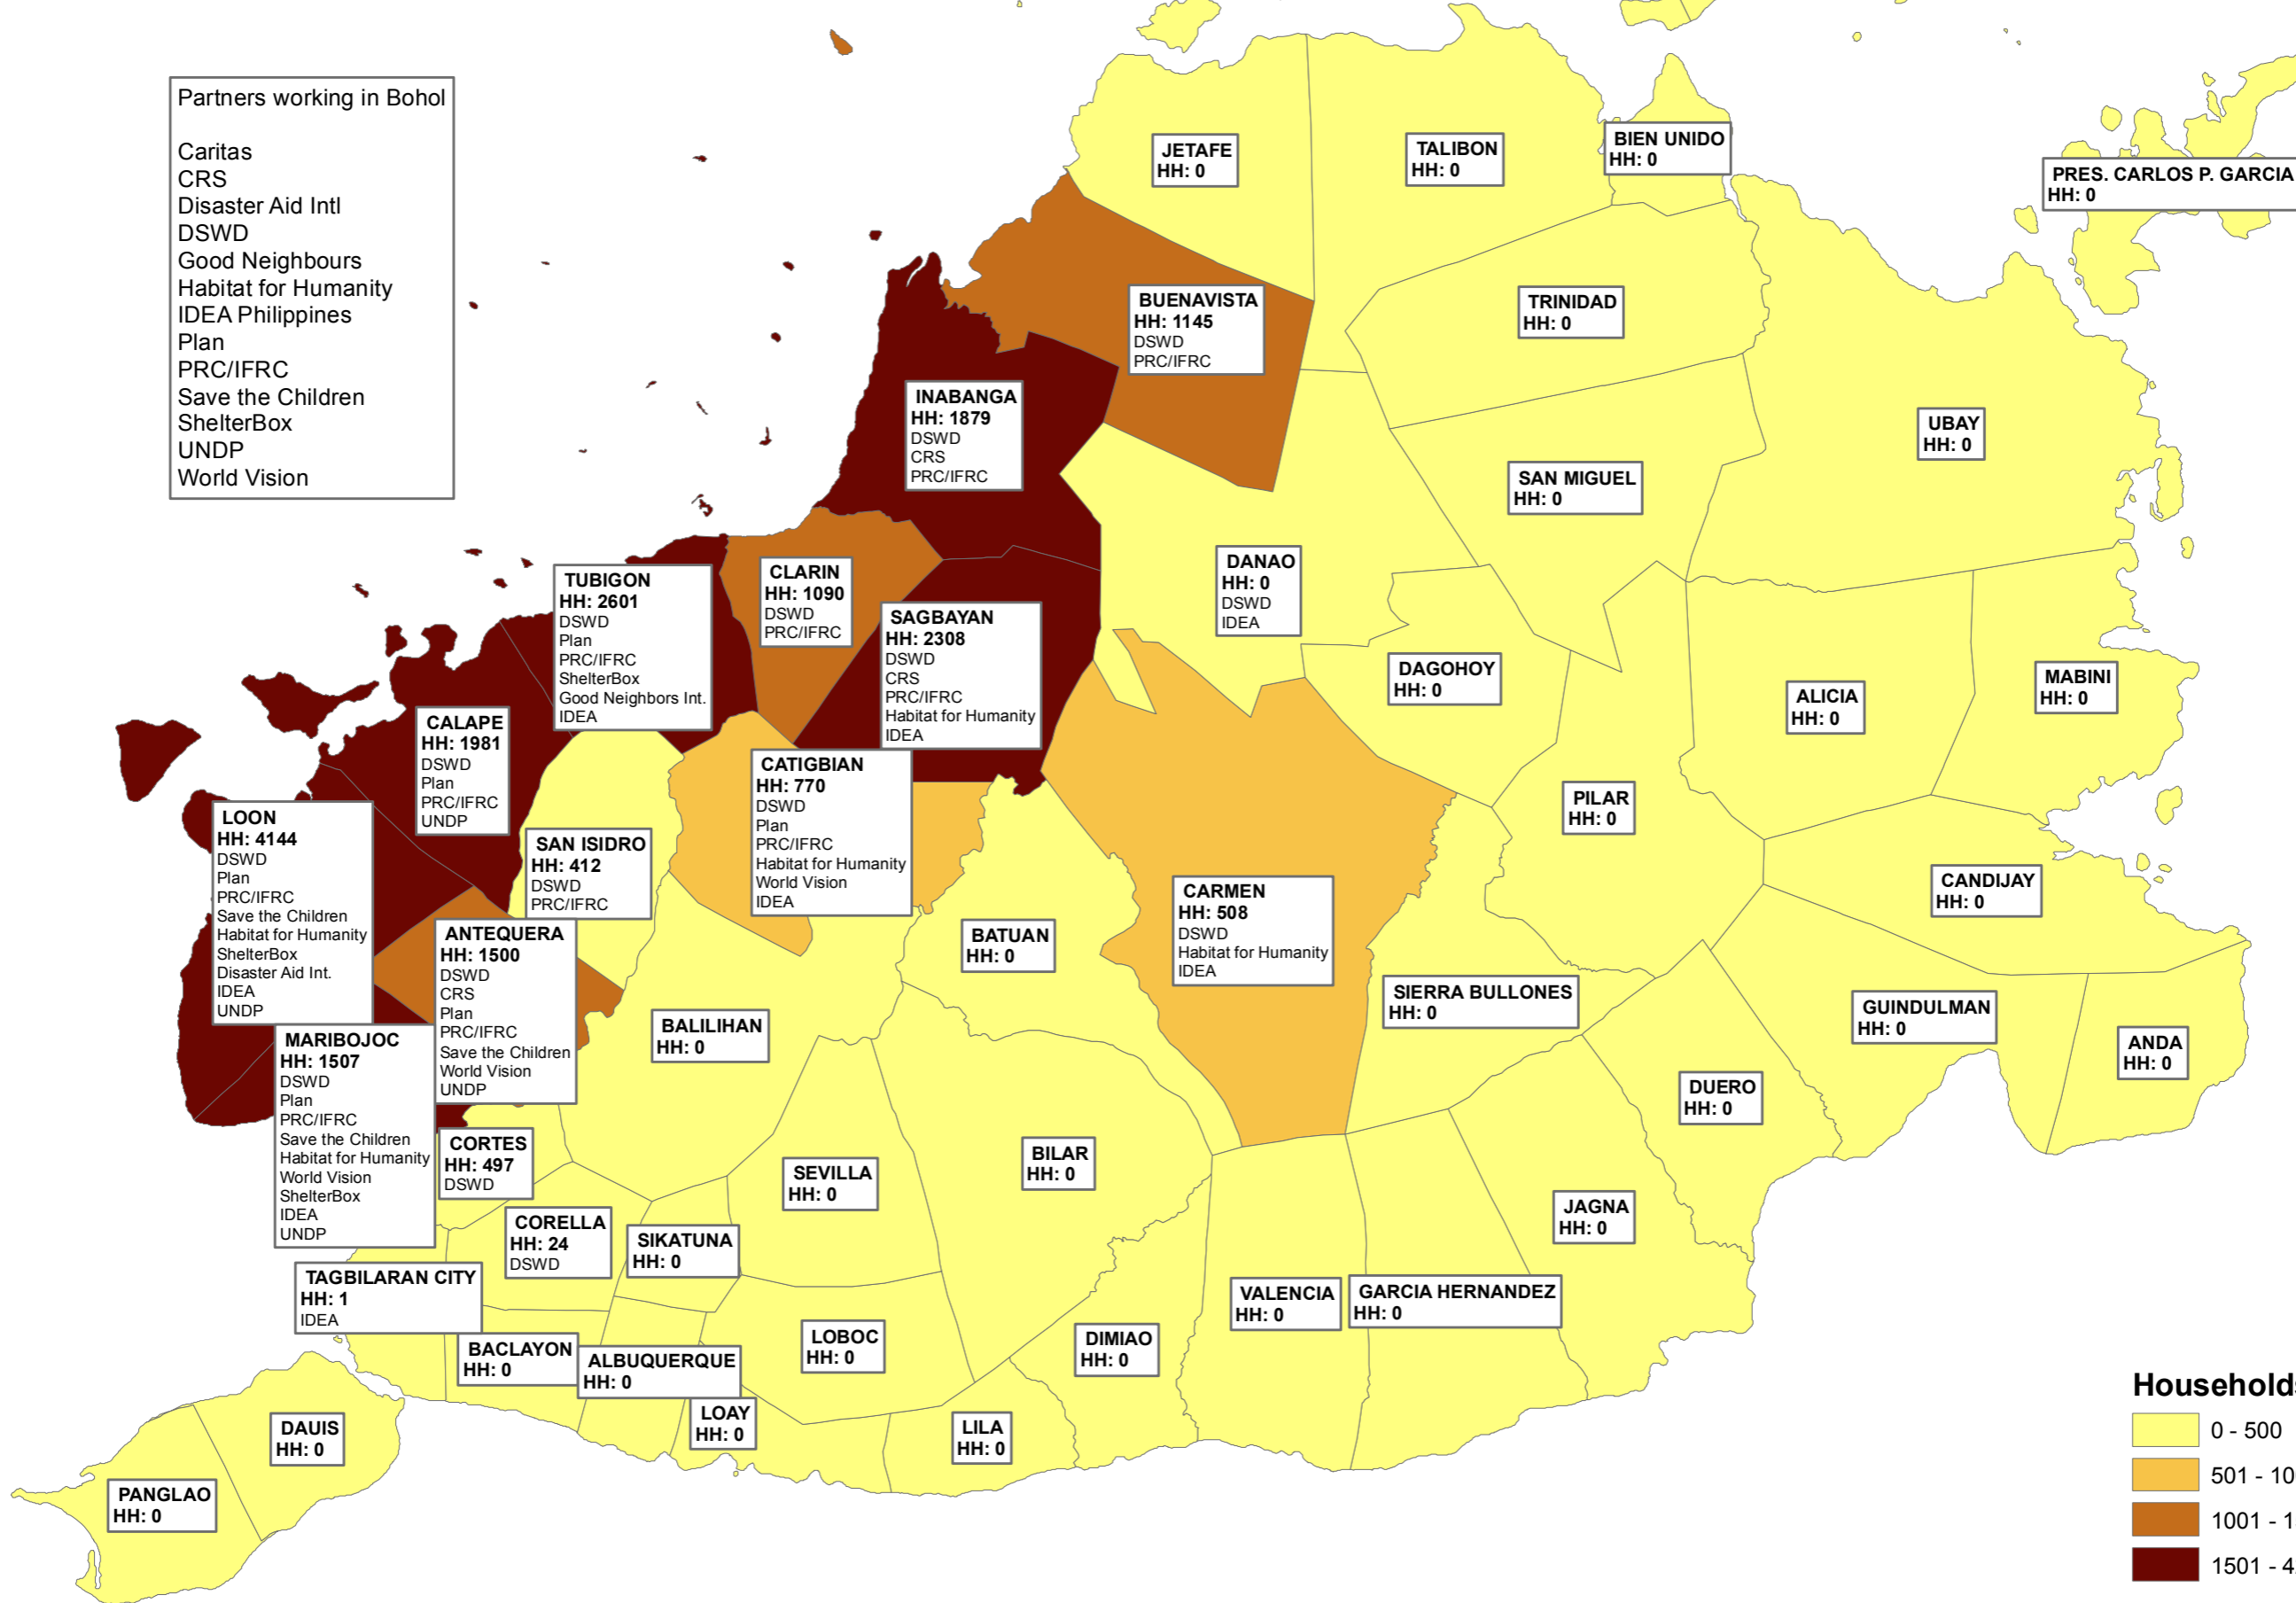 Partners working in Bohol
Caritas
CRS
Disaster Aid Intl
DSWD
Good Neighbours
Habitat for Humanity
IDEA Philippines
Plan
PRC/IFRC
Save the Children
ShelterBox
UNDP
World Vision
JETAFE
HH: 0
TALIBON
HH: 0
BIEN UNIDO
HH: 0
PRES. CARLOS P. GARCIA
HH: 0
BUENAVISTA
HH: 1145
DSWD
PRC/IFRC
TRINIDAD
HH: 0
INABANGA
HH: 1879
DSWD
CRS
PRC/IFRC
UBAY
HH: 0
SAN MIGUEL
HH: 0
DANAO
HH: 0
DSWD
IDEA
TUBIGON
HH: 2601
DSWD
Plan
PRC/IFRC
ShelterBox
Good Neighbors Int.
IDEA
CLARIN
HH: 1090
DSWD
PRC/IFRC
SAGBAYAN
HH: 2308
DSWD
CRS
PRC/IFRC
Habitat for Humanity
IDEA
DAGOHOY
HH: 0
ALICIA
HH: 0
MABINI
HH: 0
CALAPE
HH: 1981
DSWD
Plan
PRC/IFRC
UNDP
CATIGBIAN
HH: 770
DSWD
Plan
PRC/IFRC
Habitat for Humanity
World Vision
IDEA
PILAR
HH: 0
LOON
HH: 4144
DSWD
Plan
PRC/IFRC
Save the Children
Habitat for Humanity
ShelterBox
Disaster Aid Int.
IDEA
UNDP
SAN ISIDRO
HH: 412
DSWD
PRC/IFRC
CANDIJAY
HH: 0
CARMEN
HH: 508
DSWD
Habitat for Humanity
IDEA
ANTEQUERA
HH: 1500
DSWD
CRS
Plan
PRC/IFRC
Save the Children
World Vision
UNDP
BATUAN
HH: 0
SIERRA BULLONES
HH: 0
GUINDULMAN
HH: 0
BALILIHAN
HH: 0
ANDA
HH: 0
MARIBOJOC
HH: 1507
DSWD
Plan
PRC/IFRC
Save the Children
Habitat for Humanity
World Vision
ShelterBox
IDEA
UNDP
DUERO
HH: 0
CORTES
HH: 497
DSWD
BILAR
HH: 0
SEVILLA
HH: 0
JAGNA
HH: 0
CORELLA
HH: 24
DSWD
SIKATUNA
HH: 0
TAGBILARAN CITY
HH: 1
IDEA
VALENCIA
HH: 0
GARCIA HERNANDEZ
HH: 0
LOBOC
HH: 0
DIMIAO
HH: 0
BACLAYON
HH: 0
ALBUQUERQUE
HH: 0
LOAY
HH: 0
LILA
HH: 0
DAUIS
HH: 0
PANGLAO
HH: 0
Households
0 - 500
501 - 10
1001 - 1
1501 - 4